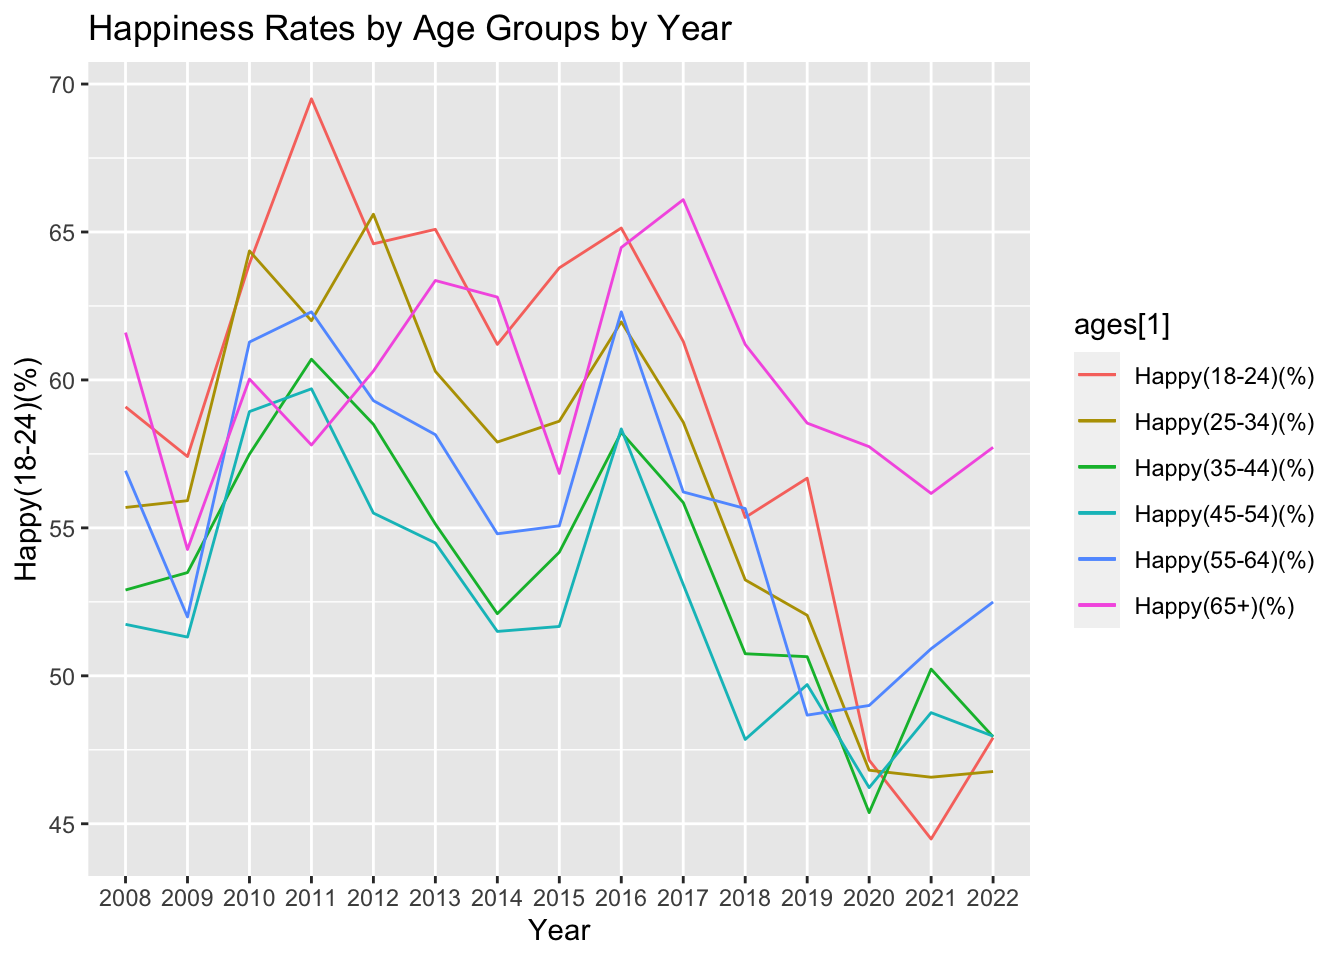 Happiness Rates by Age Groups by Year
70
65
60
55
50
45
Happy(18-24)(%)
2008 2009 2010 2011 2012 2013 2014 2015 2016 2017 2018 2019 2020 2021 2022
Year
ages[1]
Happy(18-24)(%)
Happy(25-34)(%)
Happy(35-44)(%)
Happy(45-54)(%)
Happy(55-64)(%)
Happy(65+)(%)